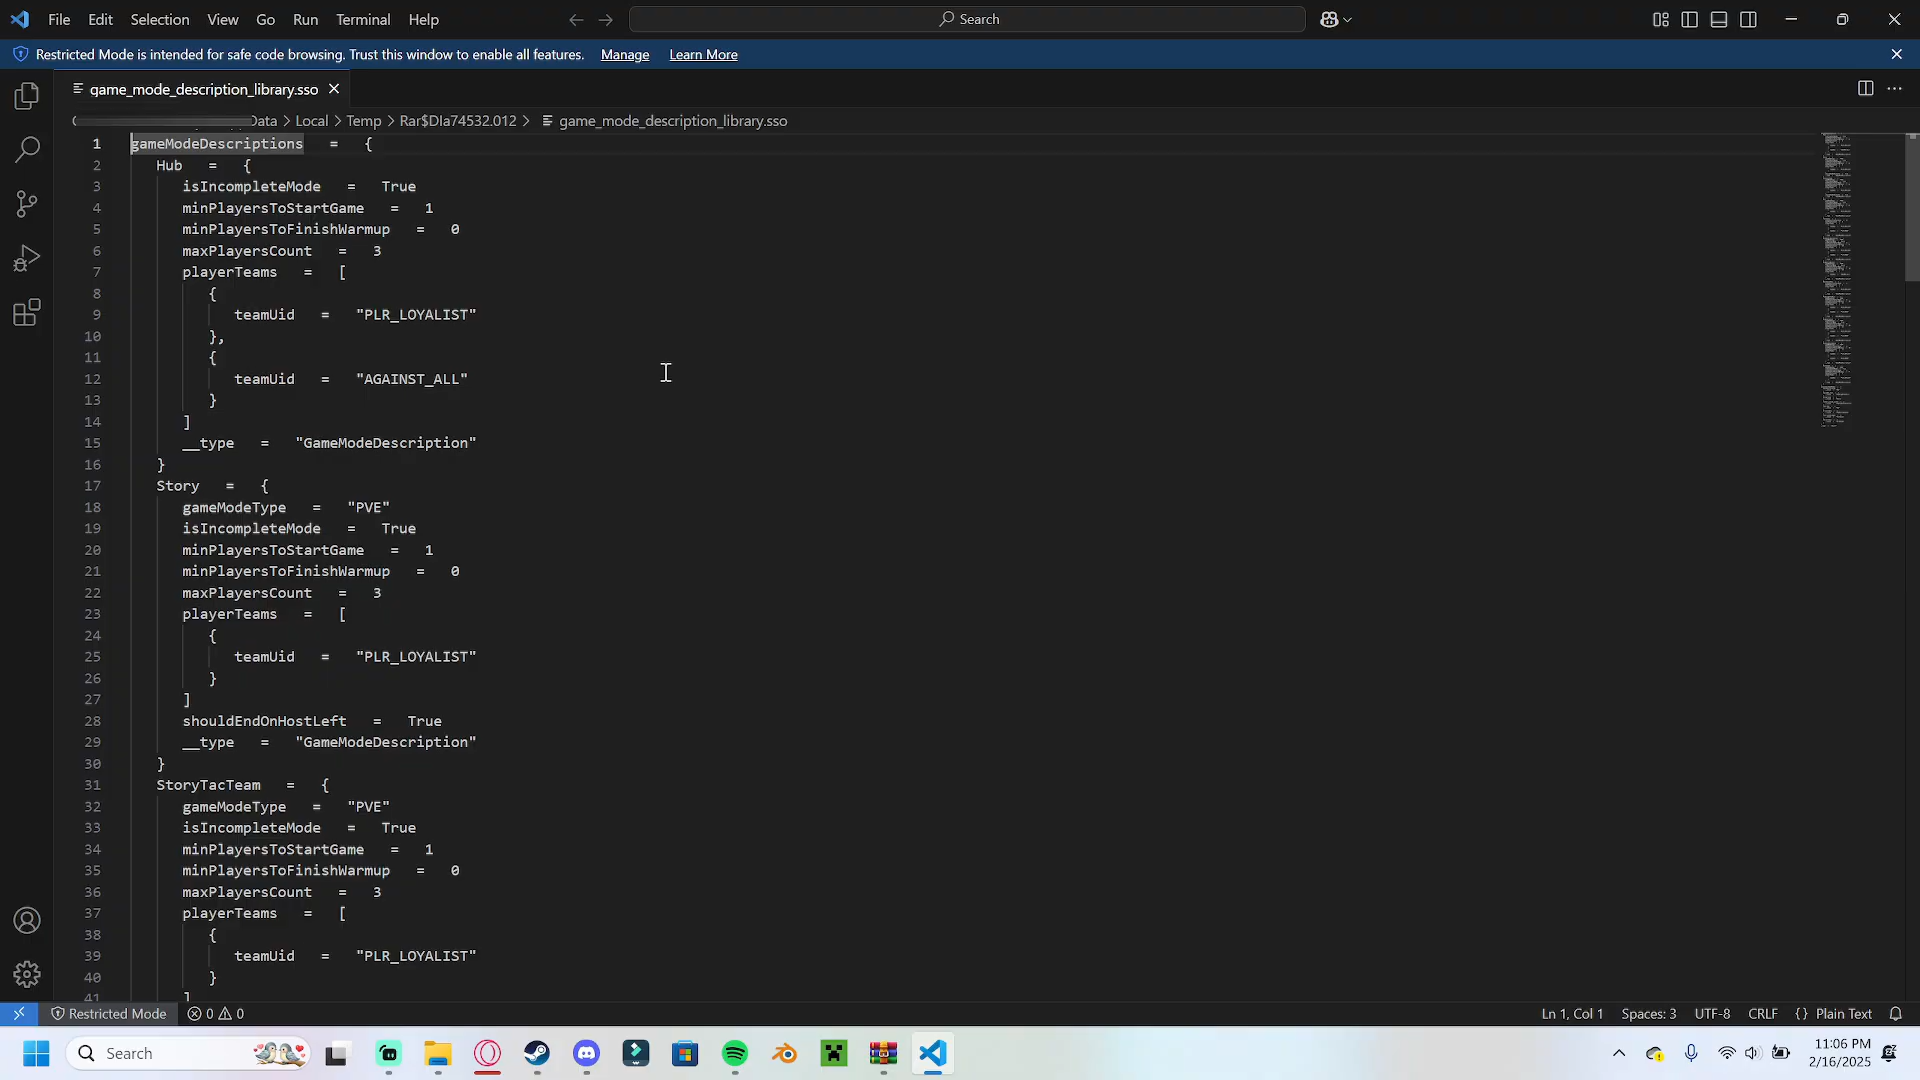 File Edit Selection View Go Run Terminal Help Search
Restricted Mode is intended for safe code browsing. Trust this window to enable all features. Manage Learn More
game_mode_description_library.sso
Local > Temp > Rar$DIa74532.012 > game_mode_description_library.sso
1 gameModeDescriptions = {
2 Hub = {
3 isIncompleteMode = True
4 minPlayersToStartGame = 1
5 minPlayersToFinishWarmup = 0
6 maxPlayersCount = 3
7 playerTeams = [
8 {
9 teamUid = "PLR_LOYALIST"
10 },
11 {
12 teamUid = "AGAINST_ALL"
13 }
14 ]
15 __type = "GameModeDescription"
16 }
17 Story = {
18 gameModeType = "PVE"
19 isIncompleteMode = True
20 minPlayersToStartGame = 1
21 minPlayersToFinishWarmup = 0
22 maxPlayersCount = 3
23 playerTeams = [
24 {
25 teamUid = "PLR_LOYALIST"
26 }
27 ]
28 shouldEndOnHostLeft = True
29 __type = "GameModeDescription"
30 }
31 StoryTacTeam = {
32 gameModeType = "PVE"
33 isIncompleteMode = True
34 minPlayersToStartGame = 1
35 minPlayersToFinishWarmup = 0
36 maxPlayersCount = 3
37 playerTeams = [
38 {
39 teamUid = "PLR_LOYALIST"
40 }
41 ]
Restricted Mode 0 0 Ln 1, Col 1 Spaces: 3 UTF-8 CRLF {} Plain Text
Search 11:06 PM
2/16/2025